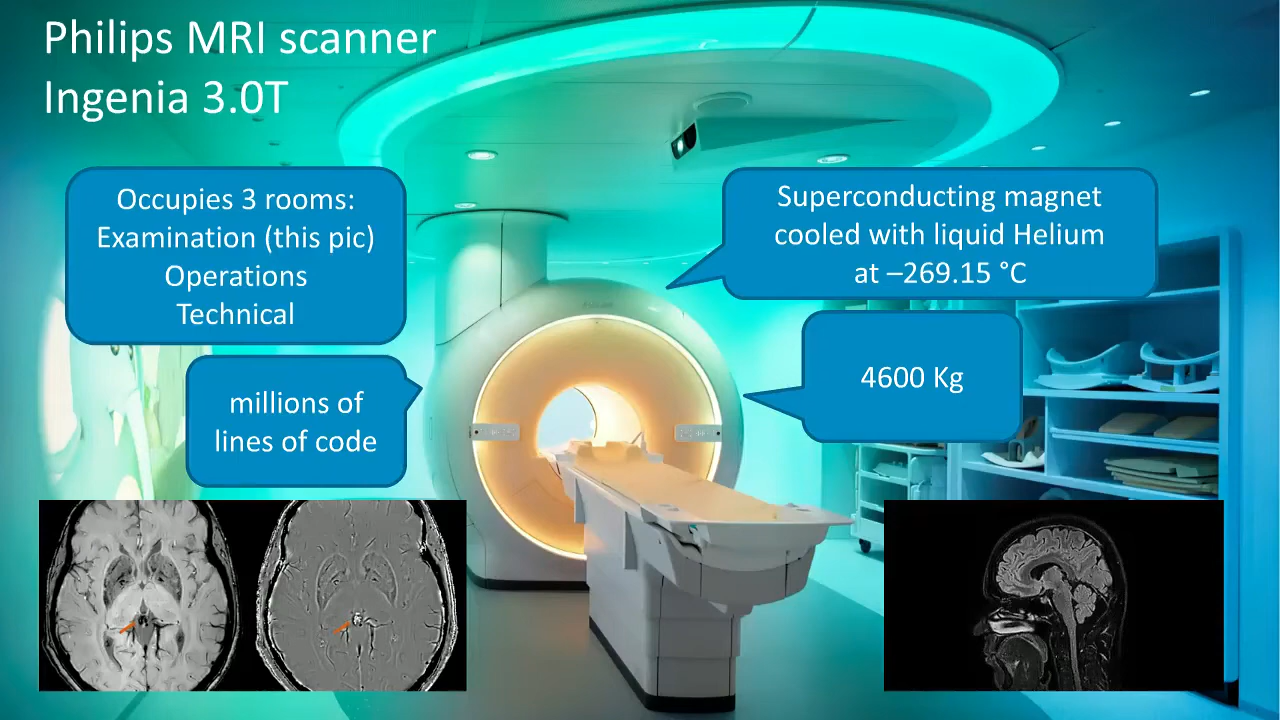 Philips MRI scanner
Ingenia 3.0T
Occupies 3 rooms:
Examination (this pic)
Operations
Technical
Superconducting magnet
cooled with liquid Helium
at –269.15 °C
millions of
lines of code
4600 Kg